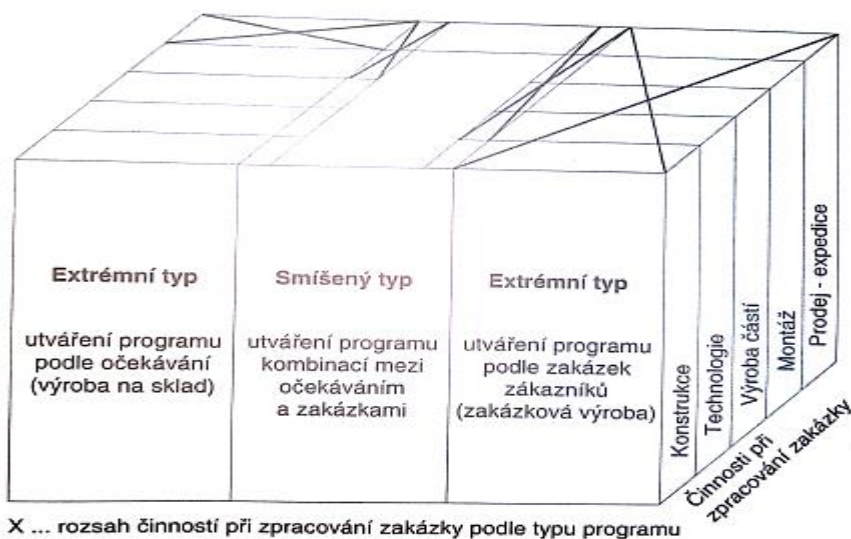 Extrémní typ
utváření programu
podle očekávání
(výroba na sklad)
Smíšený typ
utváření programu
kombinací mezi
očekáváním
a zakázkami
Extrémní typ
utváření programu
podle zakázek
zákazníků
(zakázková výroba)
Konstrukce
Technologie
Výroba částí
Montáž
Prodej - expedice
Činnosti při
zpracování zakázky
X ... rozsah činností při zpracování zakázky podle typu programu